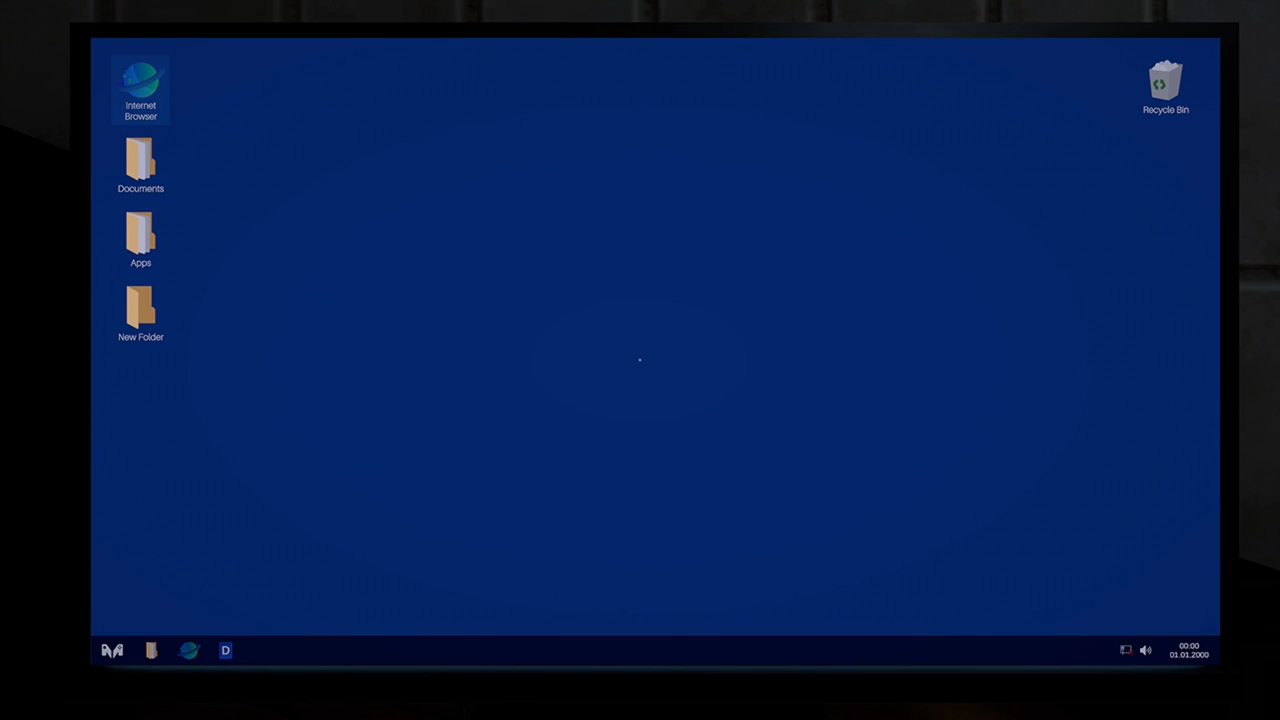 Internet
Browser
Recycle Bin
Documents
Apps
New Folder
D
00:00
01.01.2000